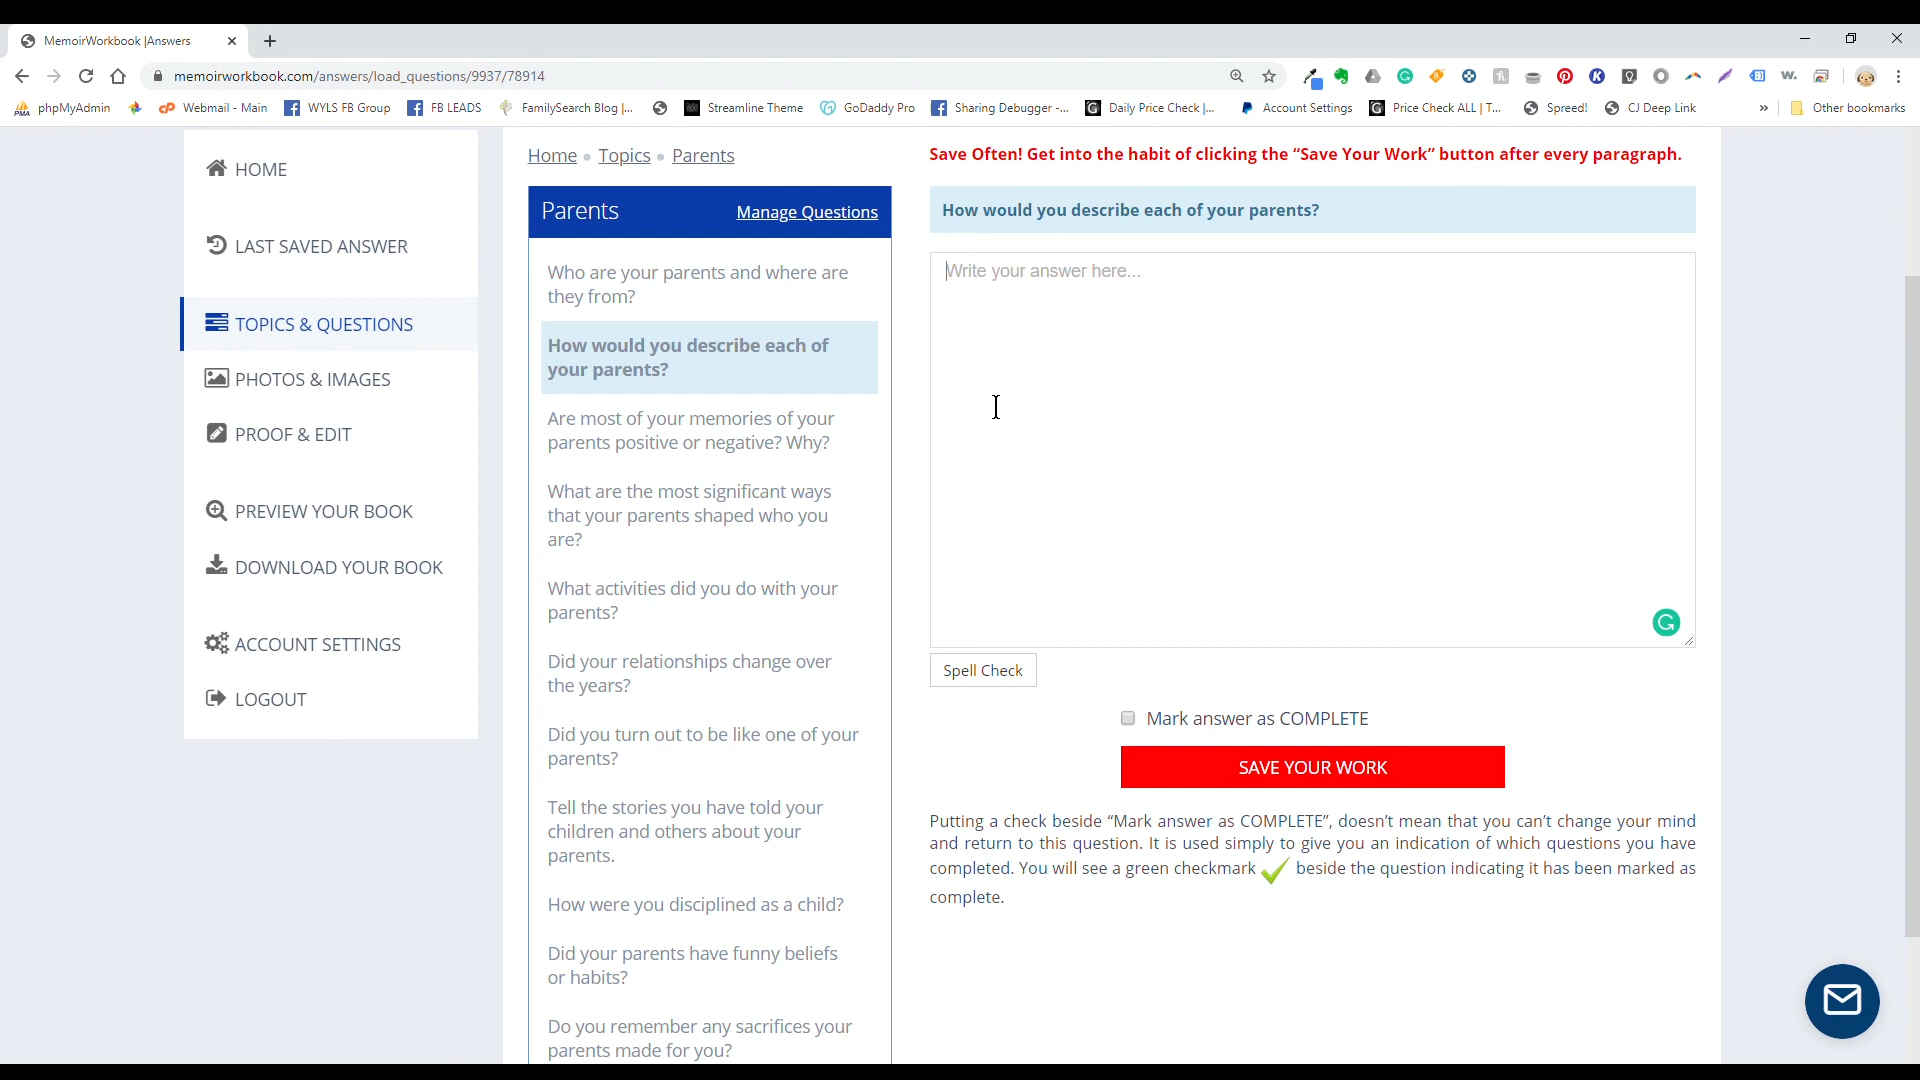 MemoirWorkbook |Answers
memoirworkbook.com/answers/load_questions/9937/78914
phpMyAdmin
Webmail - Main
WYLS FB Group
FB LEADS
FamilySearch Blog |...
Streamline Theme
GoDaddy Pro
Sharing Debugger -...
Daily Price Check |...
Account Settings
Price Check ALL | T...
Spreed!
CJ Deep Link
»
Other bookmarks
HOME
LAST SAVED ANSWER
TOPICS & QUESTIONS
PHOTOS & IMAGES
PROOF & EDIT
PREVIEW YOUR BOOK
DOWNLOAD YOUR BOOK
ACCOUNT SETTINGS
LOGOUT
Home • Topics • Parents
Parents
Manage Questions
Who are your parents and where are
they from?
How would you describe each of
your parents?
Are most of your memories of your
parents positive or negative? Why?
What are the most significant ways
that your parents shaped who you
are?
What activities did you do with your
parents?
Did your relationships change over
the years?
Did you turn out to be like one of your
parents?
Tell the stories you have told your
children and others about your
parents.
How were you disciplined as a child?
Did your parents have funny beliefs
or habits?
Do you remember any sacrifices your
parents made for you?
Save Often! Get into the habit of clicking the “Save Your Work” button after every paragraph.
How would you describe each of your parents?
Write your answer here...
Spell Check
Mark answer as COMPLETE
SAVE YOUR WORK
Putting a check beside “Mark answer as COMPLETE”, doesn’t mean that you can’t change your mind
and return to this question. It is used simply to give you an indication of which questions you have
completed. You will see a green checkmark beside the question indicating it has been marked as
complete.